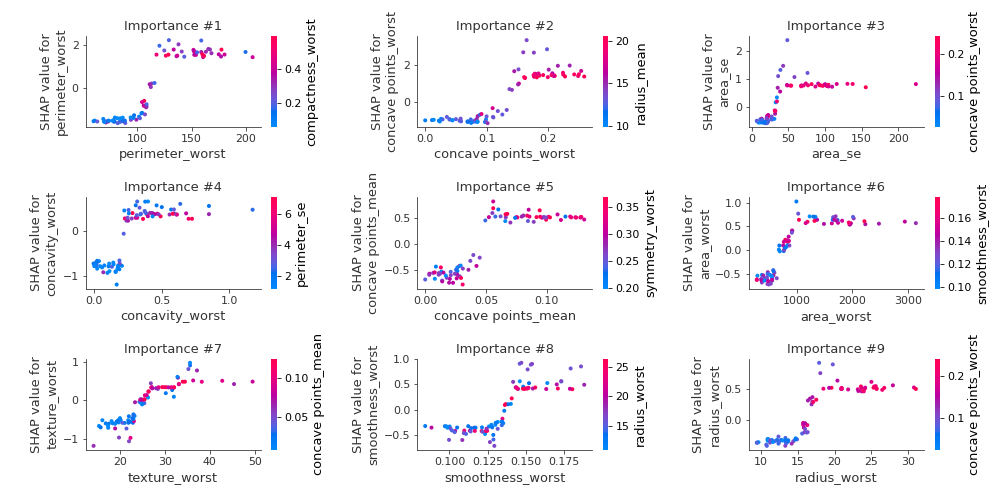 Importance #1
SHAP value for
perimeter_worst
2
0
100
150
200
perimeter_worst
0.4
0.2
compactness_worst
Importance #2
SHAP value for
concave points_worst
2
0
0.0
0.1
0.2
concave points_worst
20
15
10
radius_mean
Importance #3
SHAP value for
area_se
2
1
0
0
50
100
150
200
area_se
0.2
0.1
concave points_worst
Importance #4
SHAP value for
concavity_worst
0
−1
0.0
0.5
1.0
concavity_worst
6
4
2
perimeter_se
Importance #5
SHAP value for
concave points_mean
0.5
0.0
−0.5
0.00
0.05
0.10
concave points_mean
0.35
0.30
0.25
0.20
symmetry_worst
Importance #6
SHAP value for
area_worst
1.0
0.5
0.0
−0.5
1000
2000
3000
area_worst
0.16
0.14
0.12
0.10
smoothness_worst
Importance #7
SHAP value for
texture_worst
1
0
−1
20
30
40
50
texture_worst
0.10
0.05
concave points_mean
Importance #8
SHAP value for
smoothness_worst
1.0
0.5
0.0
−0.5
0.100
0.125
0.150
0.175
smoothness_worst
25
20
15
radius_worst
Importance #9
SHAP value for
radius_worst
0.5
0.0
10
15
20
25
30
radius_worst
0.2
0.1
concave points_worst